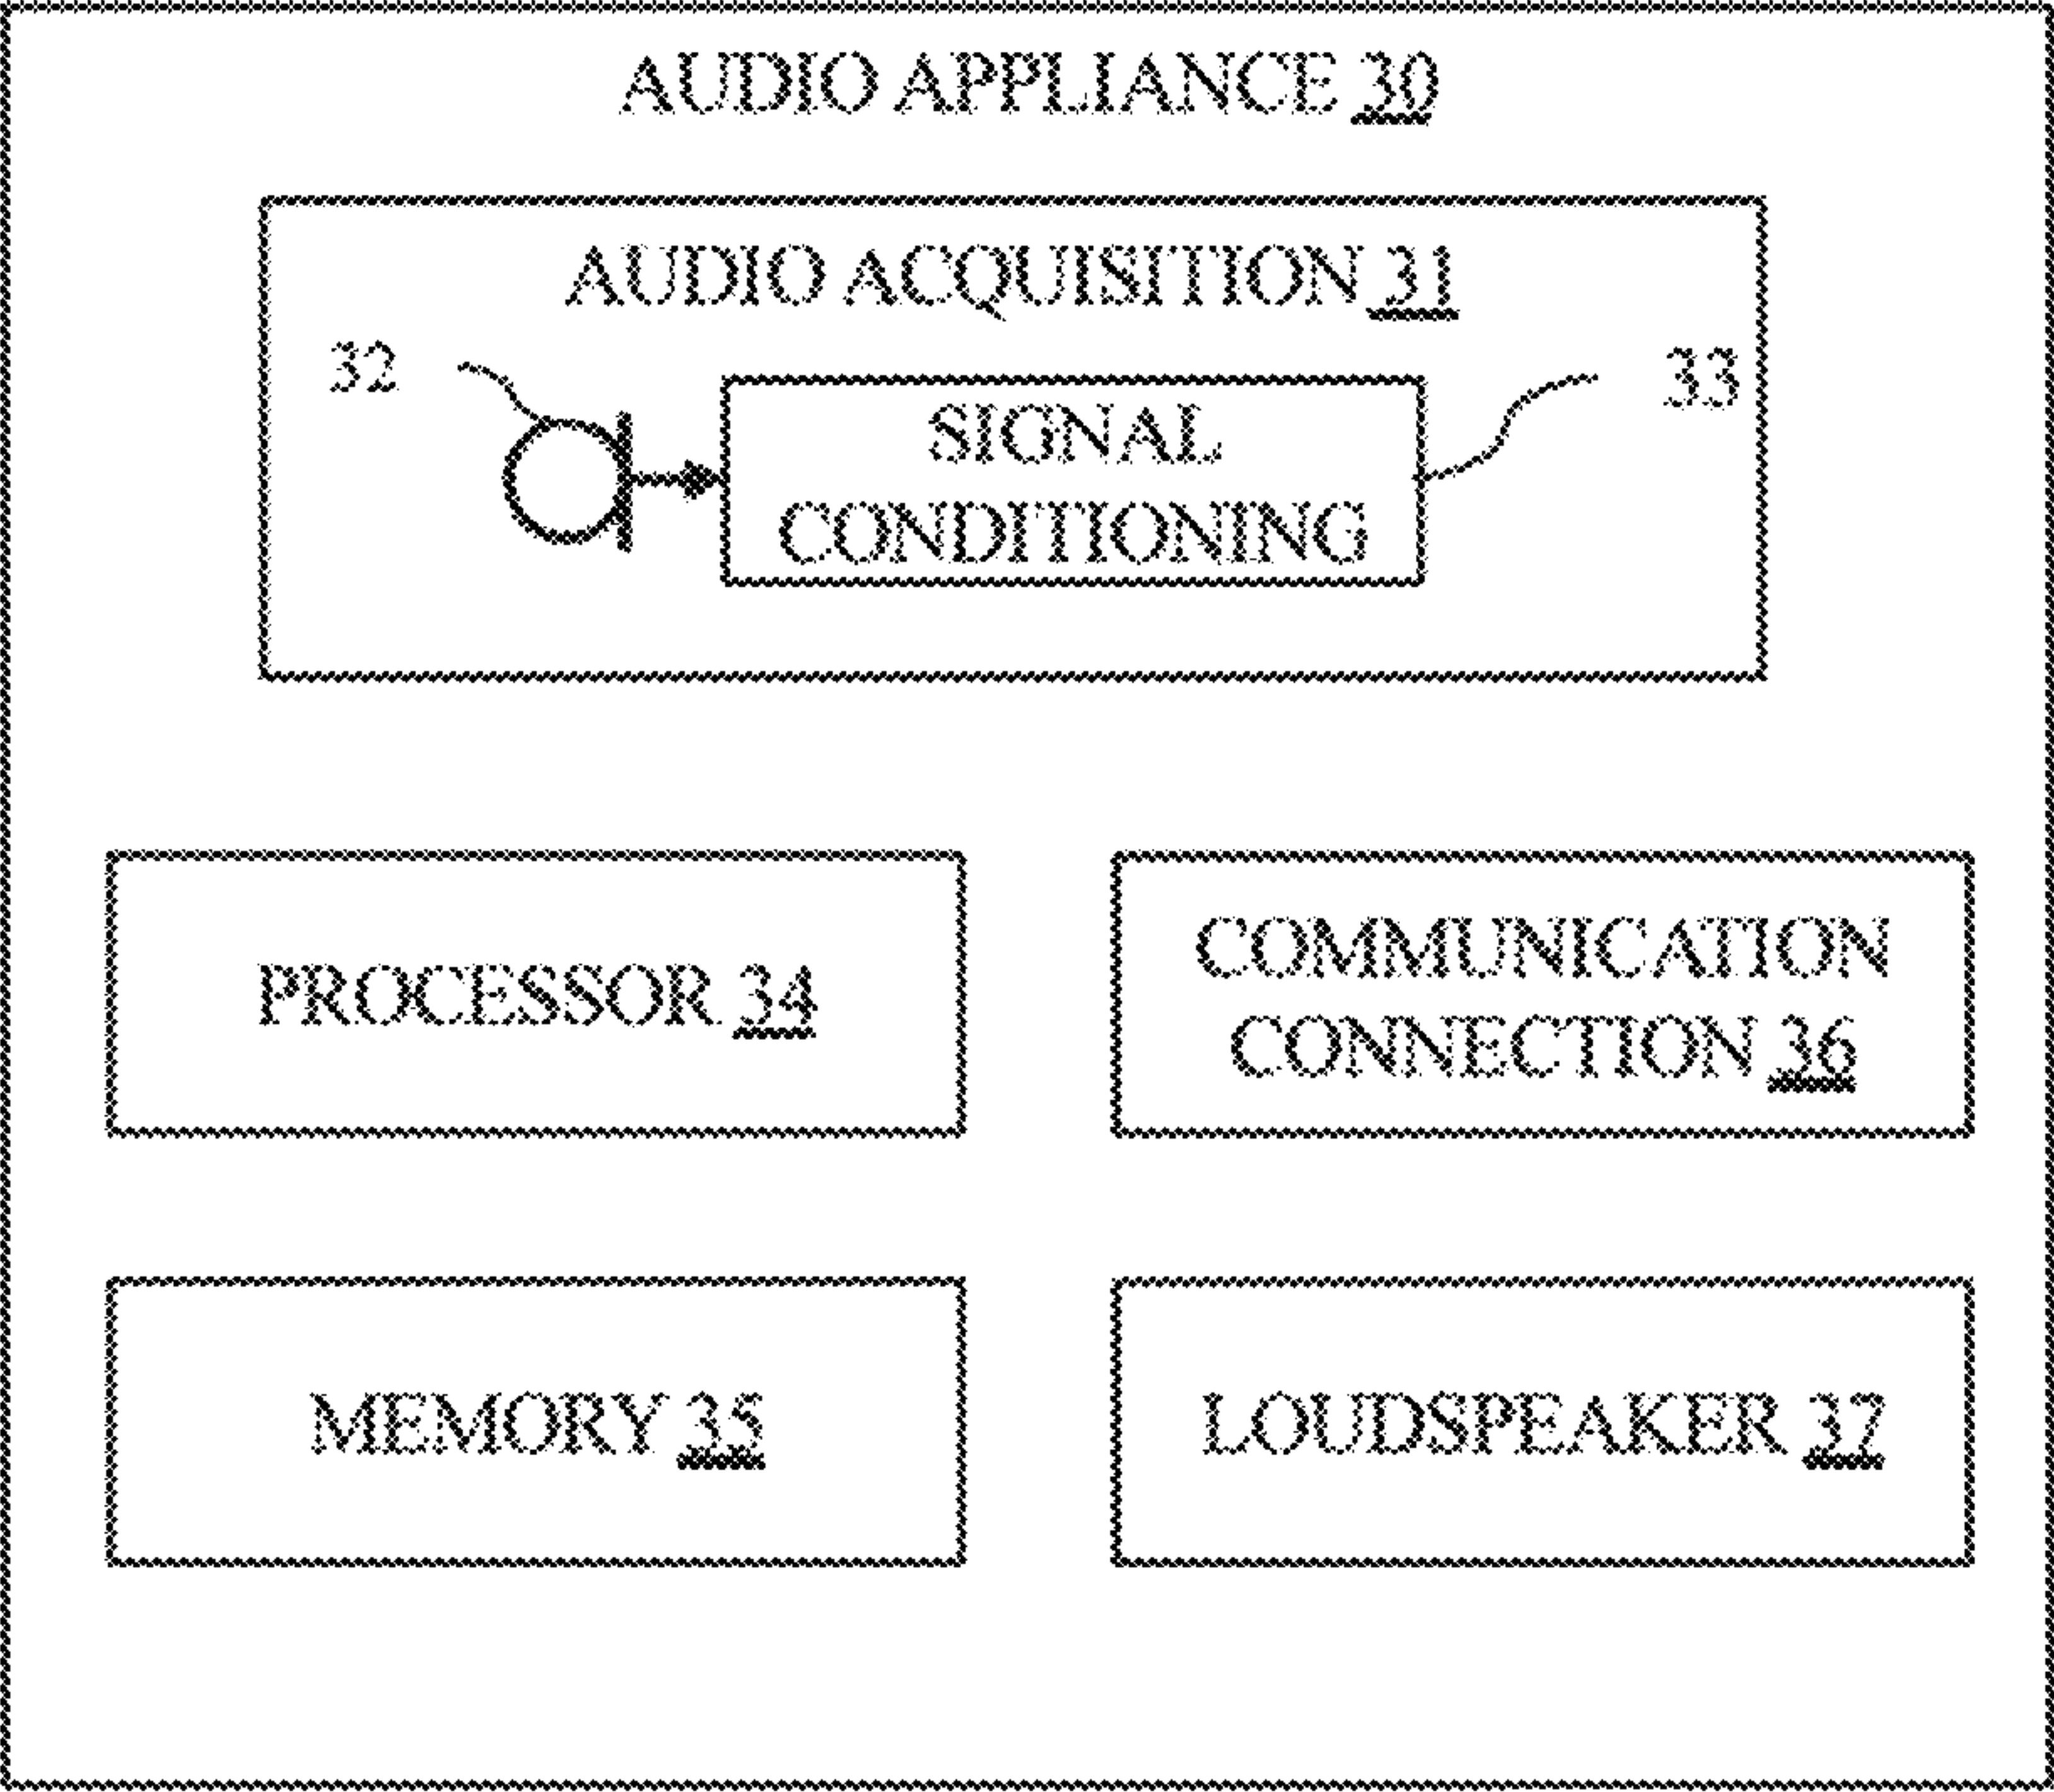 AUDIO APPLIANCE 30
AUDIO ACQUISITION 31
32
33
SIGNAL
CONDITIONING
PROCESSOR 34
COMMUNICATION
CONNECTION 36
MEMORY 35
LOUDSPEAKER 37